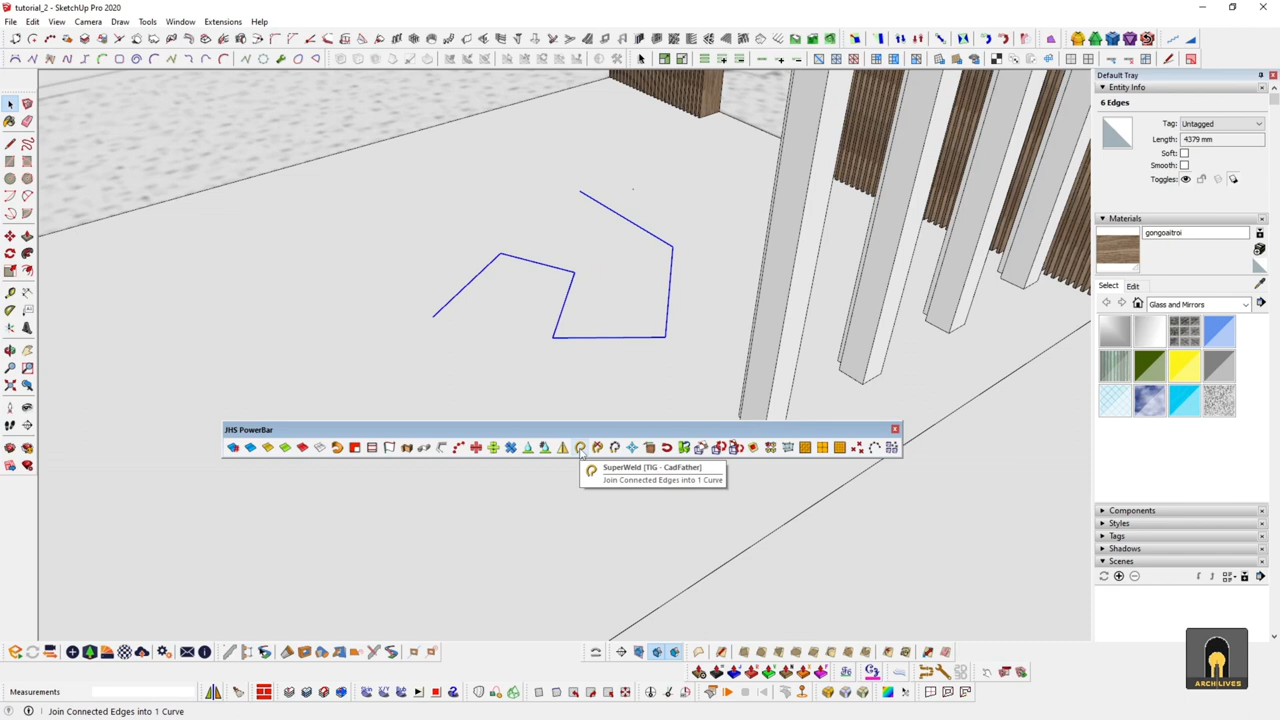 tutorial_2 - SketchUp Pro 2020
File Edit View Camera Draw Tools Window Extensions Help
Default Tray
Entity Info
6 Edges
Tag: Untagged
Length: 4379 mm
Soft:
Smooth:
Toggles:
Materials
gongoaitroi
Select Edit
Glass and Mirrors
JHS PowerBar
SuperWeld [TIG - CadFather]
Join Connected Edges into 1 Curve
Components
Styles
Tags
Shadows
Scenes
ARCHLIVES
Measurements
Join Connected Edges into 1 Curve